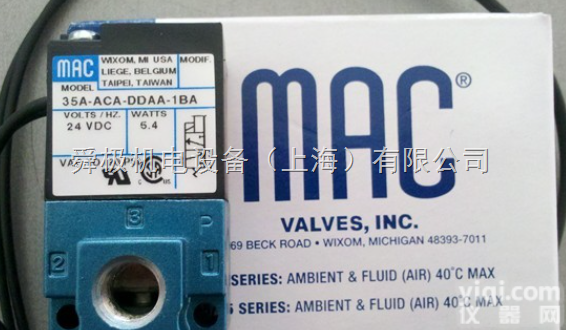 MAC
WIXOM, MI USA
LIEGE, BELGIUM
TAIPEI, TAIWAN
MODIF.
MODEL
35A-ACA-DDAA-1BA
VOLTS / HZ.
WATTS
24 VDC
5.4
舜极机电设备（上海）有限公司
2
3
P
1
MAC®
VALVES, INC.
69 BECK ROAD • WIXOM, MICHIGAN 48393-7011
SERIES: AMBIENT & FLUID (AIR) 40°C MAX
SERIES: AMBIENT & FLUID (AIR) 40°C MAX
yiqi.com
仪器网